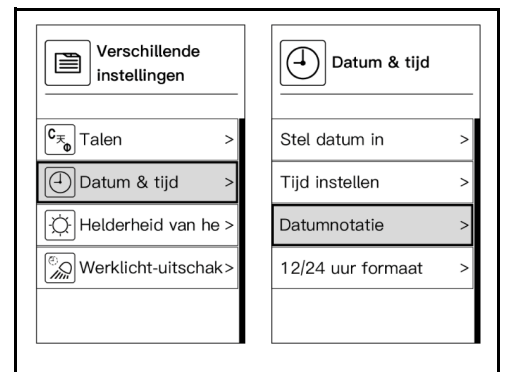 Verschillende
instellingen
Talen >
Datum & tijd >
Helderheid van he >
Werklicht-uitschak>
Datum & tijd
Stel datum in >
Tijd instellen >
Datumnotatie >
12/24 uur formaat >